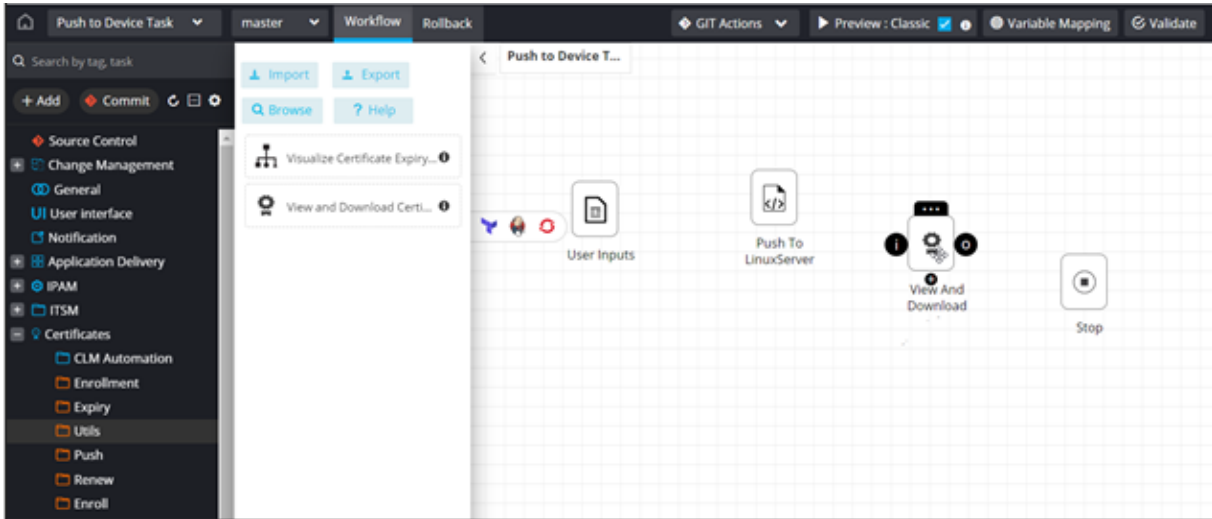 Push to Device Task
master
Workflow
Rollback
GIT Actions
Preview : Classic
Variable Mapping
Validate
Search by tag, task
+ Add
Commit
Source Control
Change Management
General
UI User interface
Notification
Application Delivery
IPAM
ITSM
Certificates
CLM Automation
Enrollment
Expiry
Utils
Push
Renew
Enroll
Import
Export
Browse
? Help
Visualize Certificate Expiry...
View and Download Certi...
Push to Device T...
User Inputs
Push To
LinuxServer
i
O
View And
Download
Stop